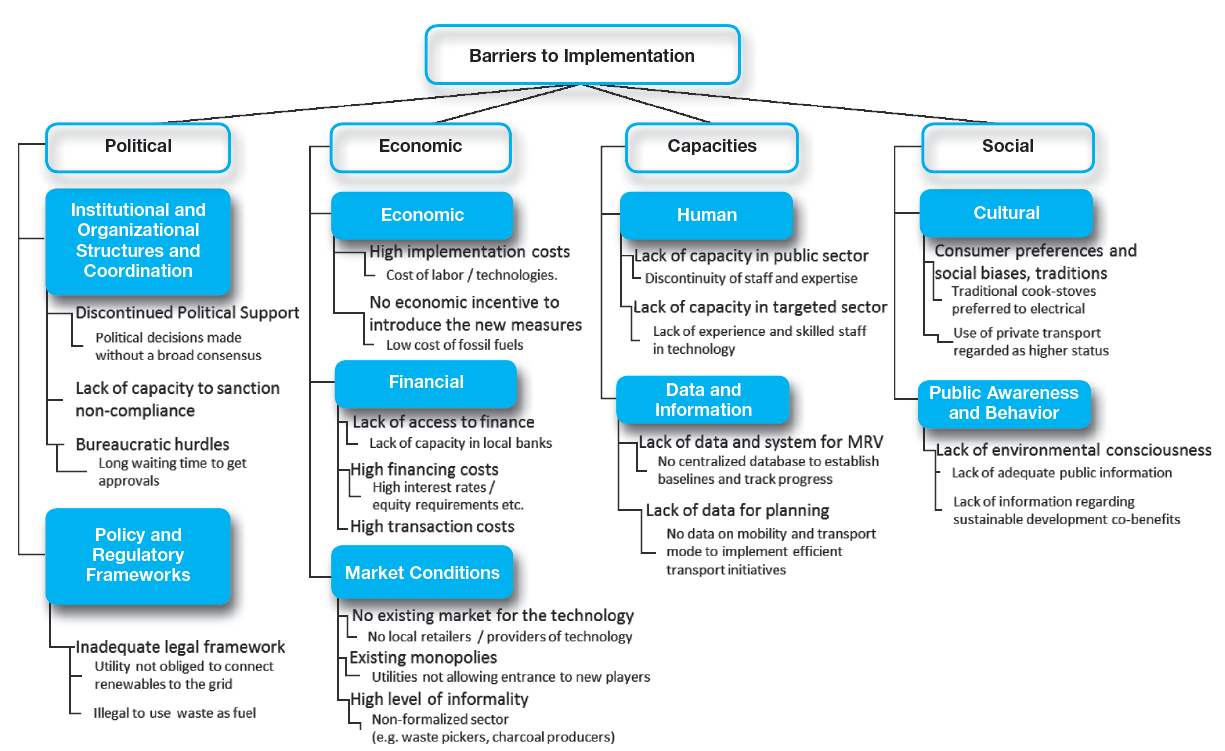 Barriers to Implementation
Political
Institutional and
Organizational
Structures and
Coordination
Discontinued Political Support
Political decisions made
without a broad consensus
Lack of capacity to sanction
non-compliance
Bureaucratic hurdles
Long waiting time to get
approvals
Policy and
Regulatory
Frameworks
Inadequate legal framework
Utility not obliged to connect
renewables to the grid
Illegal to use waste as fuel
Economic
Economic
High implementation costs
Cost of labor / technologies.
No economic incentive to
introduce the new measures
Low cost of fossil fuels
Financial
Lack of access to finance
Lack of capacity in local banks
High financing costs
High interest rates /
equity requirements etc.
High transaction costs
Market Conditions
No existing market for the technology
No local retailers / providers of technology
Existing monopolies
Utilities not allowing entrance to new players
High level of informality
Non-formalized sector
(e.g. waste pickers, charcoal producers)
Capacities
Human
Lack of capacity in public sector
Discontinuity of staff and expertise
Lack of capacity in targeted sector
Lack of experience and skilled staff
in technology
Data and
Information
Lack of data and system for MRV
No centralized database to establish
baselines and track progress
Lack of data for planning
No data on mobility and transport
mode to implement efficient
transport initiatives
Social
Cultural
Consumer preferences and
social biases, traditions
Traditional cook-stoves
preferred to electrical
Use of private transport
regarded as higher status
Public Awareness
and Behavior
Lack of environmental consciousness
Lack of adequate public information
Lack of information regarding
sustainable development co-benefits